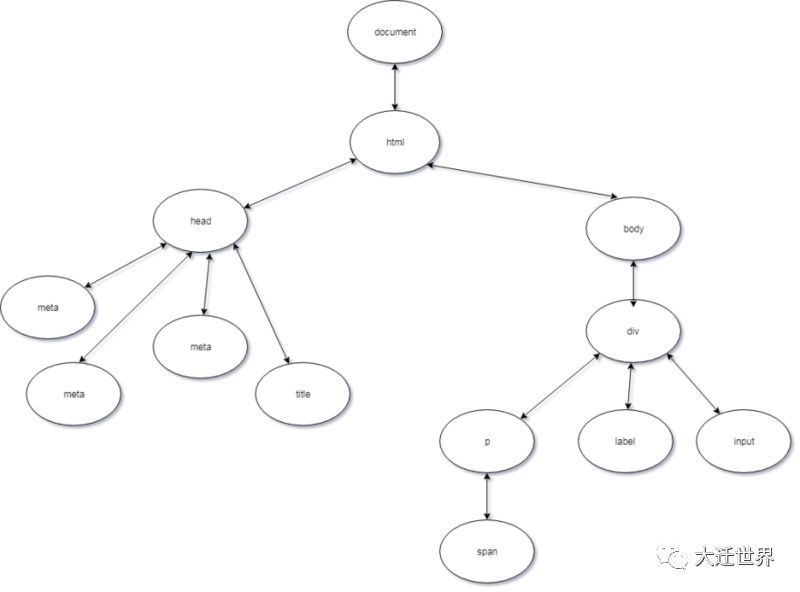 document
html
head
body
meta
div
meta
meta
title
p
label
input
span
大迁世界